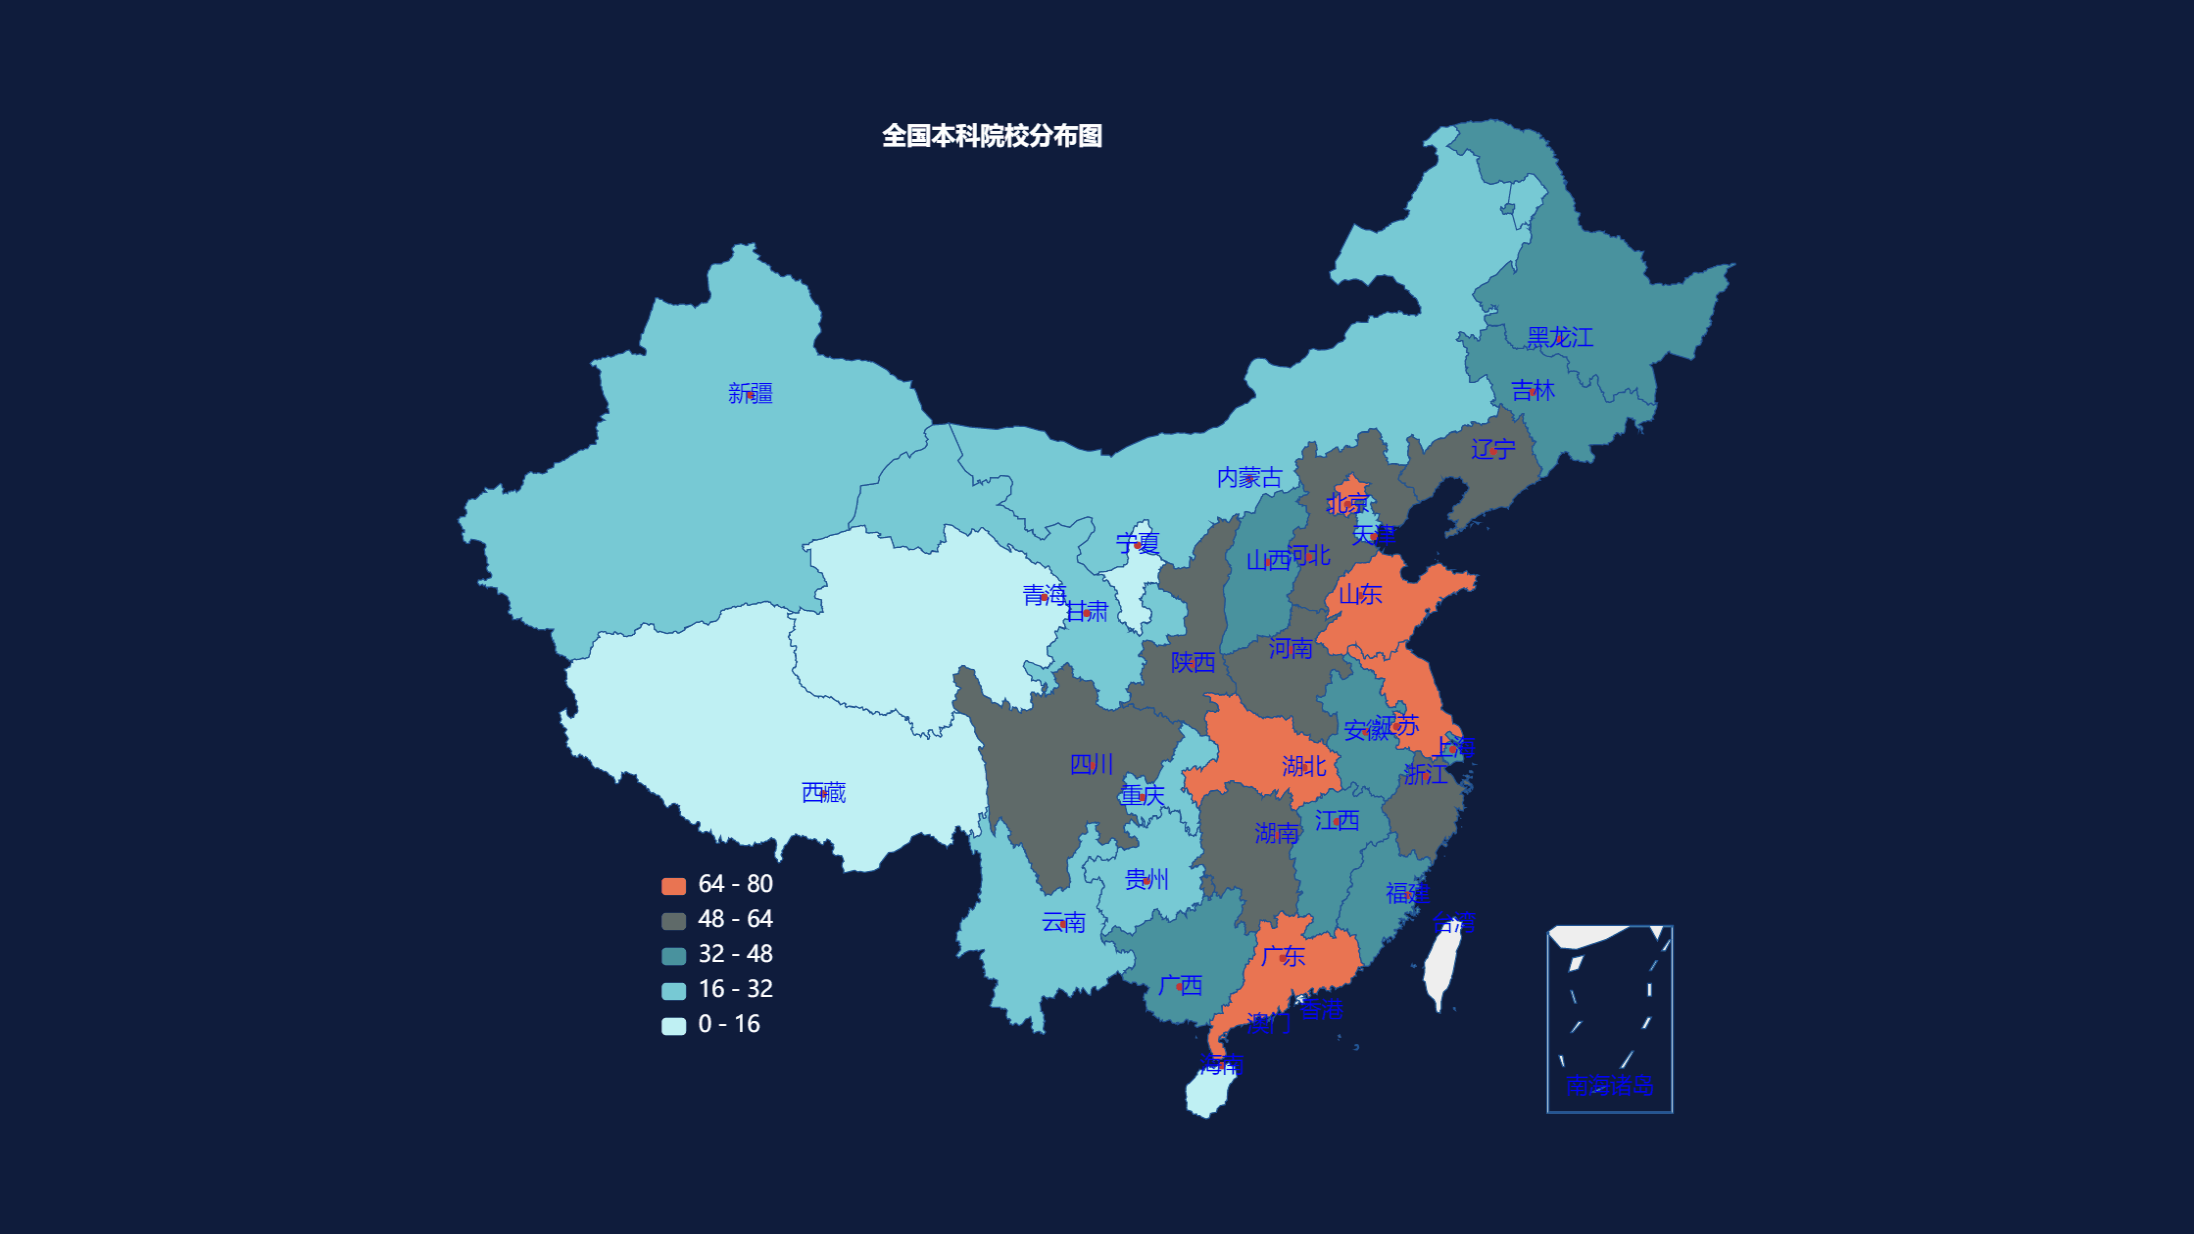 全国本科院校分布图
黑龙江
吉林
新疆
辽宁
内蒙古
北京
天津
宁夏
山西
河北
青海
甘肃
山东
河南
陕西
安徽
江苏
上海
四川
湖北
浙江
西藏
重庆
湖南
江西
贵州
福建
云南
台湾
广东
广西
香港
澳门
海南
南海诸岛
64 - 80
48 - 64
32 - 48
16 - 32
0 - 16